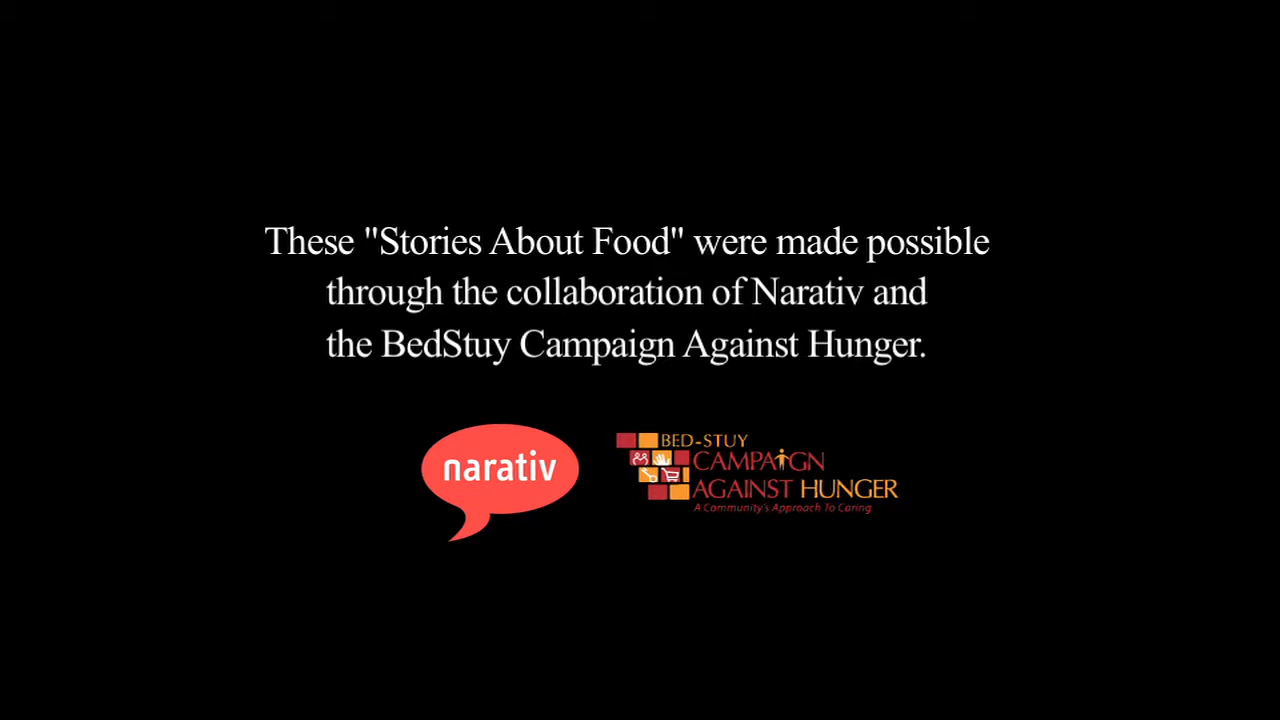 These "Stories About Food" were made possible
through the collaboration of Narativ and
the BedStuy Campaign Against Hunger.
narativ
BED-STUY
CAMPAIGN
AGAINST HUNGER
A Community's Approach To Caring